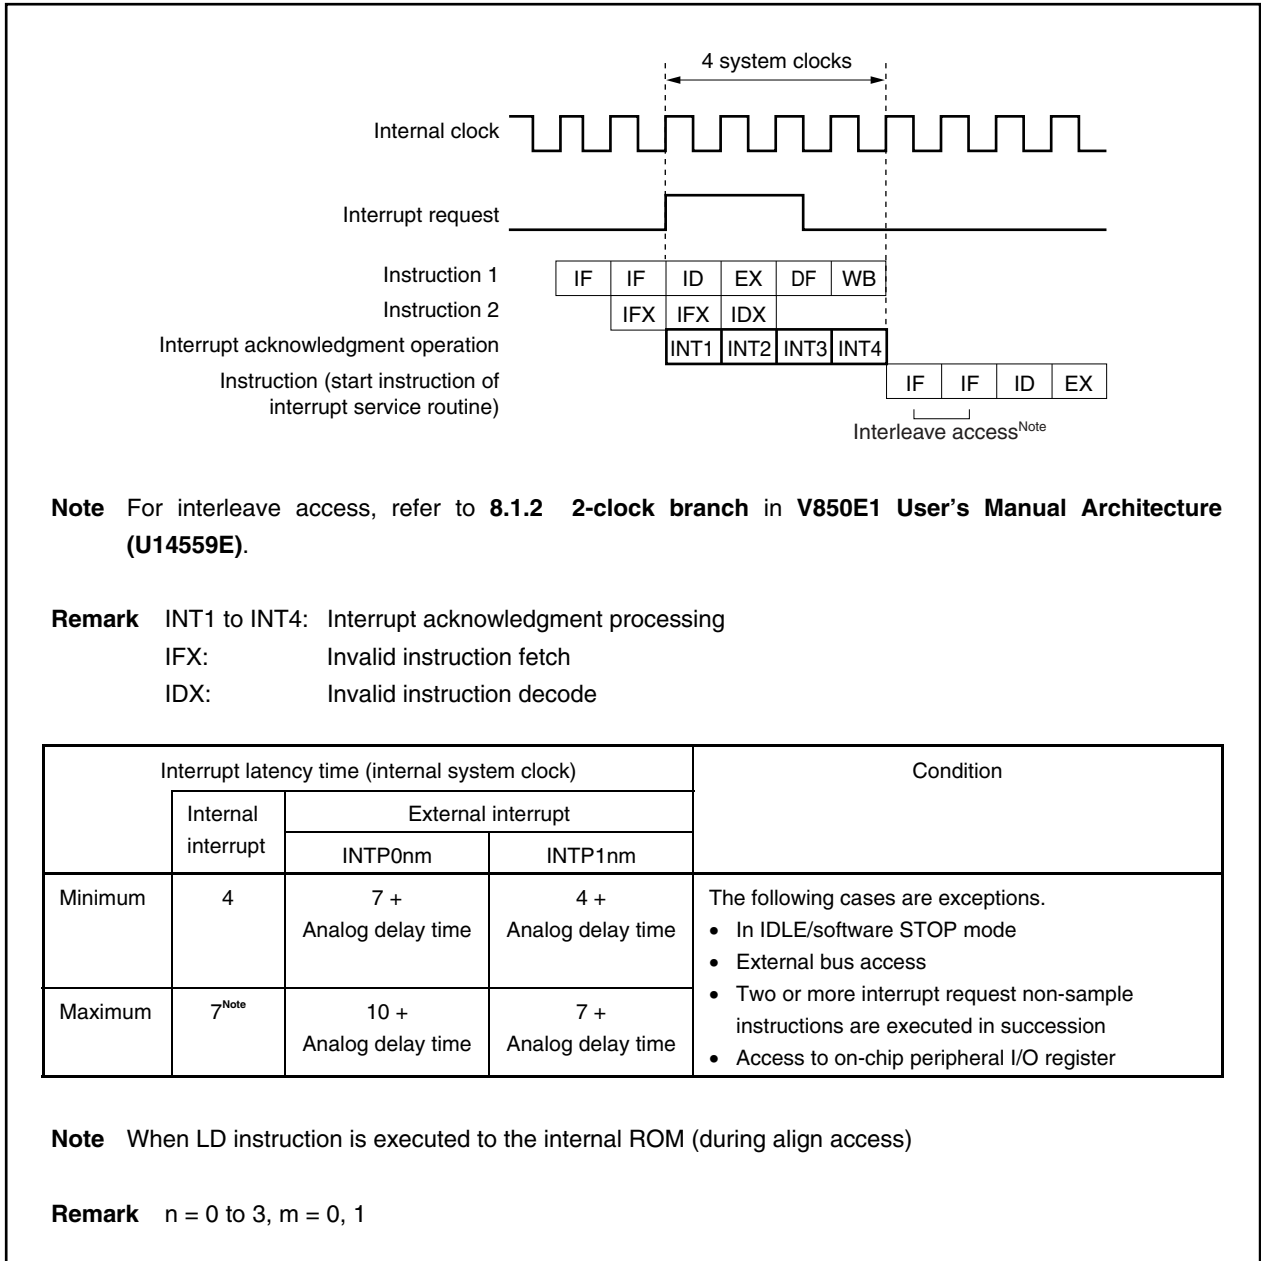 4 system clocks
Internal clock
Interrupt request
Instruction 1 IF IF ID EX DF WB
Instruction 2 IFX IFX IDX
Interrupt acknowledgment operation INT1 INT2 INT3 INT4
Instruction (start instruction of
interrupt service routine) IF IF ID EX
Interleave accessNote
Note For interleave access, refer to 8.1.2 2-clock branch in V850E1 User's Manual Architecture
(U14559E).
Remark INT1 to INT4: Interrupt acknowledgment processing
IFX: Invalid instruction fetch
IDX: Invalid instruction decode
Interrupt latency time (internal system clock) Condition
Internal
interrupt
External interrupt
INTP0nm INTP1nm
Minimum 4 7 +
Analog delay time
4 +
Analog delay time
The following cases are exceptions.
• In IDLE/software STOP mode
• External bus access
• Two or more interrupt request non-sample
instructions are executed in succession
• Access to on-chip peripheral I/O register
Maximum 7Note 10 +
Analog delay time
7 +
Analog delay time
Note When LD instruction is executed to the internal ROM (during align access)
Remark n = 0 to 3, m = 0, 1